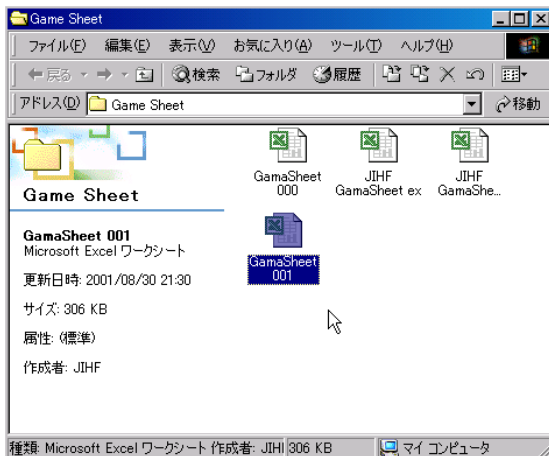 Game Sheet
ファイル(F) 編集(E) 表示(V) お気に入り(A) ツール(T) ヘルプ(H)
戻る 検索 フォルダ 履歴
アドレス(D) Game Sheet 移動
Game Sheet
GamaSheet 001
Microsoft Excel ワークシート
更新日時: 2001/08/30 21:30
サイズ: 306 KB
属性: (標準)
作成者: JIHF
GamaSheet
000
JIHF
GamaSheet ex
JIHF
GamaShe...
GamaSheet
001
種類: Microsoft Excel ワークシート 作成者: JIHI 306 KB マイ コンピュータ